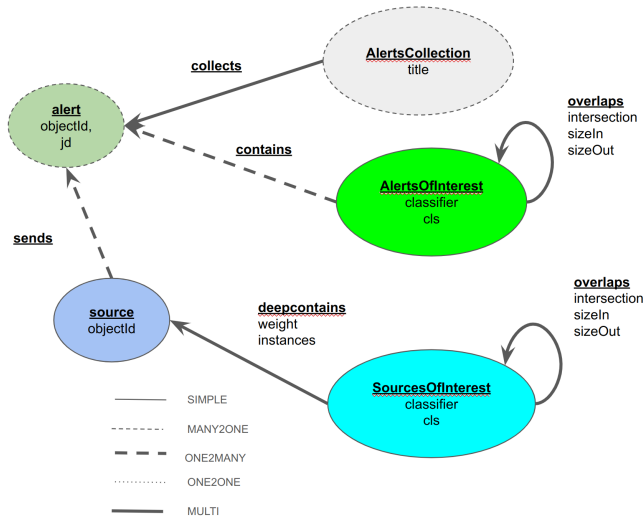 AlertsCollection
title
collects
alert
objectId,
jd
overlaps
intersection
sizeIn
sizeOut
contains
AlertsOfInterest
classifier
cls
sends
source
objectId
deepcontains
weight
instances
overlaps
intersection
sizeIn
sizeOut
SourcesOfInterest
classifier
cls
SIMPLE
MANY2ONE
ONE2MANY
ONE2ONE
MULTI